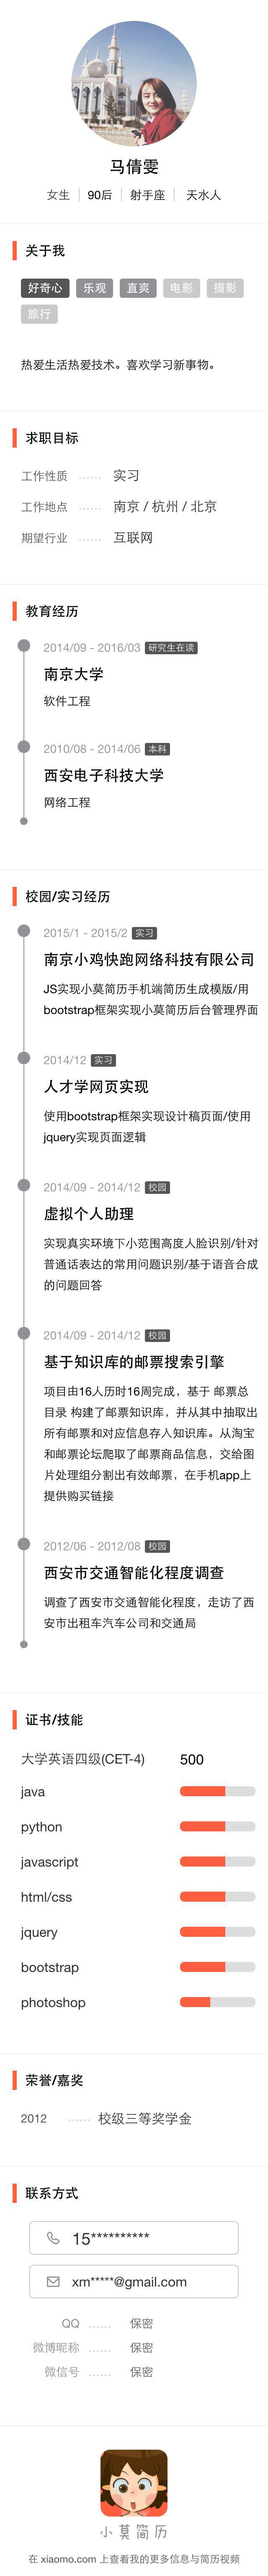 马倩雯
女生 90后 射手座 天水人
关于我
好奇心 乐观 直爽 电影 摄影
旅行
热爱生活热爱技术。喜欢学习新事物。
求职目标
工作性质 ...... 实习
工作地点 ...... 南京 / 杭州 / 北京
期望行业 ...... 互联网
教育经历
2014/09 - 2016/03 研究生在读
南京大学
软件工程
2010/08 - 2014/06 本科
西安电子科技大学
网络工程
校园/实习经历
2015/1 - 2015/2 实习
南京小鸡快跑网络科技有限公司
JS实现小莫简历手机端简历生成模版/用
bootstrap框架实现小莫简历后台管理界面
2014/12 实习
人才学网页实现
使用bootstrap框架实现设计稿页面/使用
jquery实现页面逻辑
2014/09 - 2014/12 校园
虚拟个人助理
实现真实环境下小范围高度人脸识别/针对
普通话表达的常用问题识别/基于语音合成
的问题回答
2014/09 - 2014/12 校园
基于知识库的邮票搜索引擎
项目由16人历时16周完成，基于 邮票总
目录 构建了邮票知识库，并从其中抽取出
所有邮票和对应信息存入知识库。从淘宝
和邮票论坛爬取了邮票商品信息，交给图
片处理组分割出有效邮票，在手机app上
提供购买链接
2012/06 - 2012/08 校园
西安市交通智能化程度调查
调查了西安市交通智能化程度，走访了西
安市出租车汽车公司和交通局
证书/技能
大学英语四级(CET-4) 500
java
python
javascript
html/css
jquery
bootstrap
photoshop
荣誉/嘉奖
2012 ...... 校级三等奖学金
联系方式
15**********
xm*****@gmail.com
QQ ...... 保密
微博昵称 ...... 保密
微信号 ...... 保密
小莫简历
在 xiaomo.com 上查看我的更多信息与简历视频